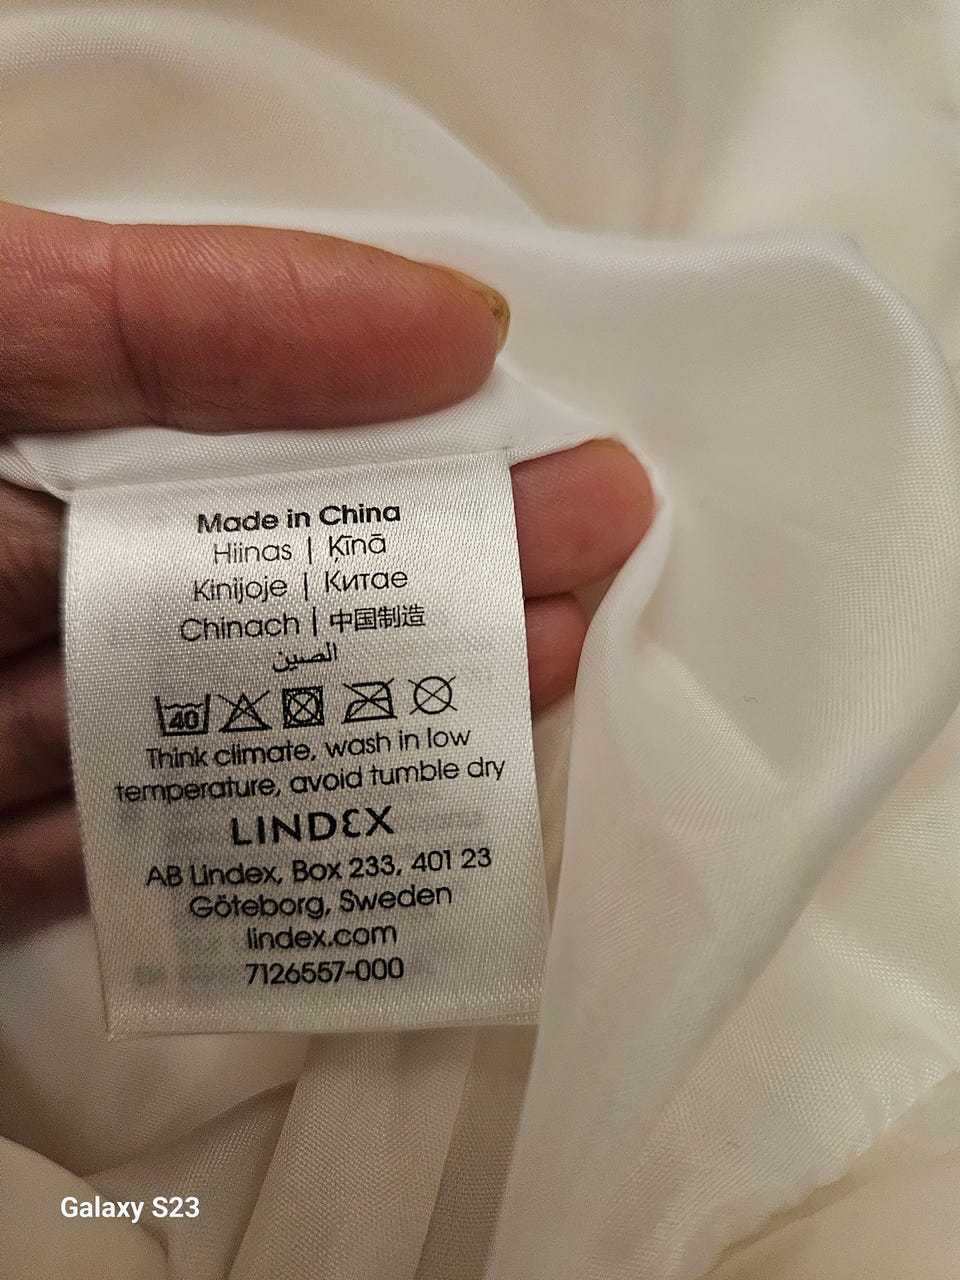 Made in China
Hiinas | Ķīnā
Kinijoje | Китае
Chinach | 中国制造
الصين
40
Think climate, wash in low
temperature, avoid tumble dry
LINDEX
AB Lindex, Box 233, 401 23
Göteborg, Sweden
lindex.com
7126557-000
Galaxy S23